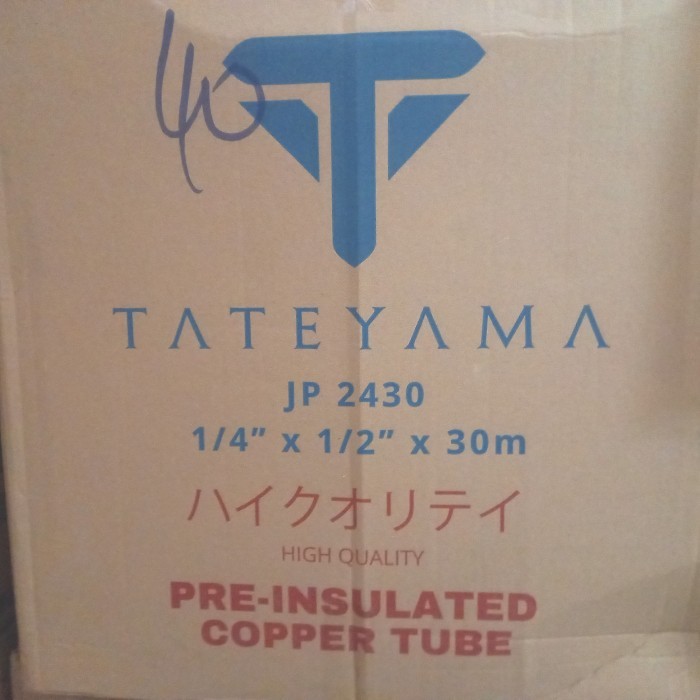 40
TATEYAMA
JP 2430
1/4” x 1/2” x 30m
ハイクオリテイ
HIGH QUALITY
PRE-INSULATED
COPPER TUBE